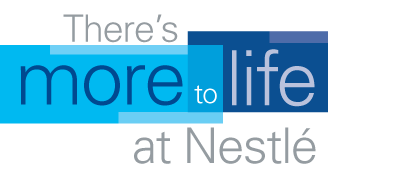 There's
more to life
at Nestlé